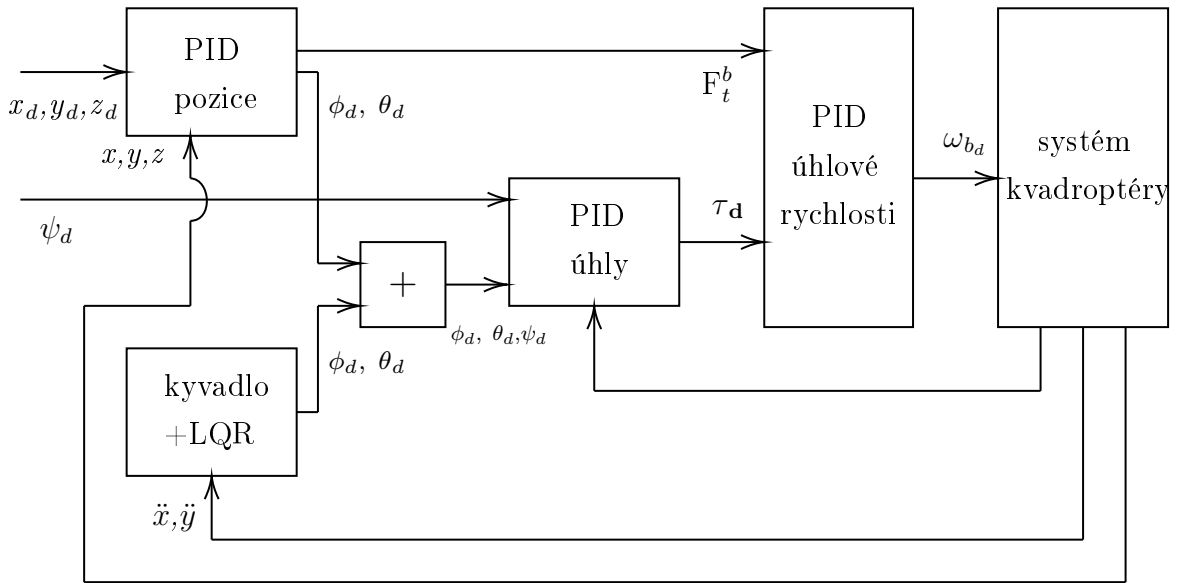 PID
pozice
x_d,y_d,z_d
x,y,z
ϕ_d, θ_d
F_t^b
PID
úhlové
rychlosti
ω_{b_d}
systém
kvadroptéry
ψ_d
PID
úhly
τ_d
+
ϕ_d, θ_d,ψ_d
ϕ_d, θ_d
kyvadlo
+LQR
ẍ,ÿ